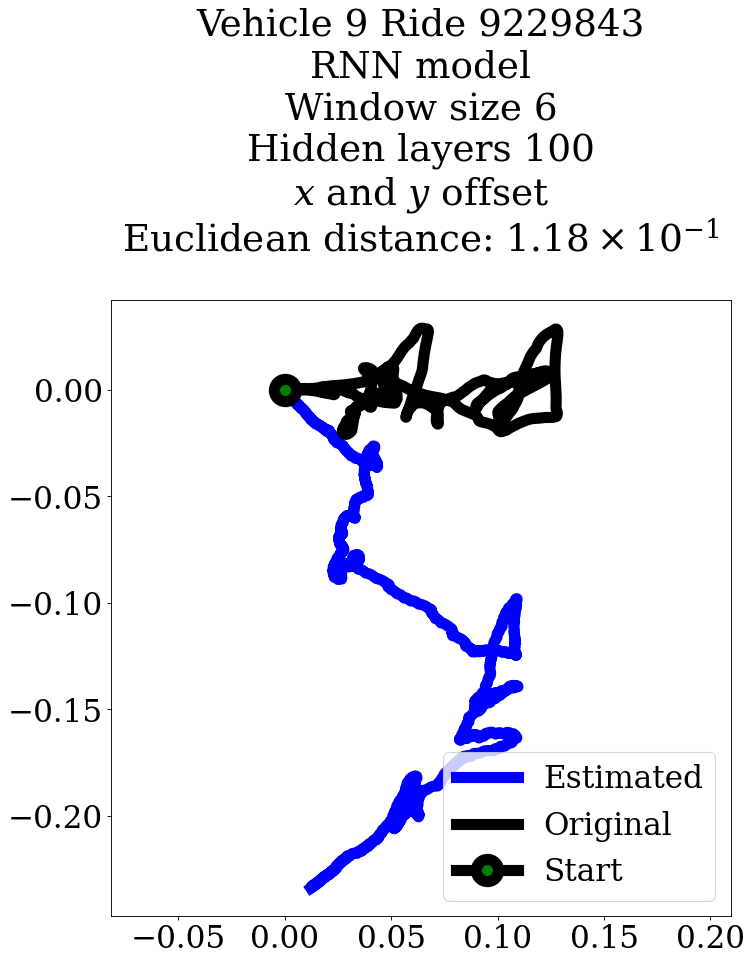 Vehicle 9 Ride 9229843
RNN model
Window size 6
Hidden layers 100
x and y offset
Euclidean distance: 1.18 × 10⁻¹
0.00
−0.05
−0.10
−0.15
−0.20
Estimated
Original
Start
−0.05 0.00 0.05 0.10 0.15 0.20